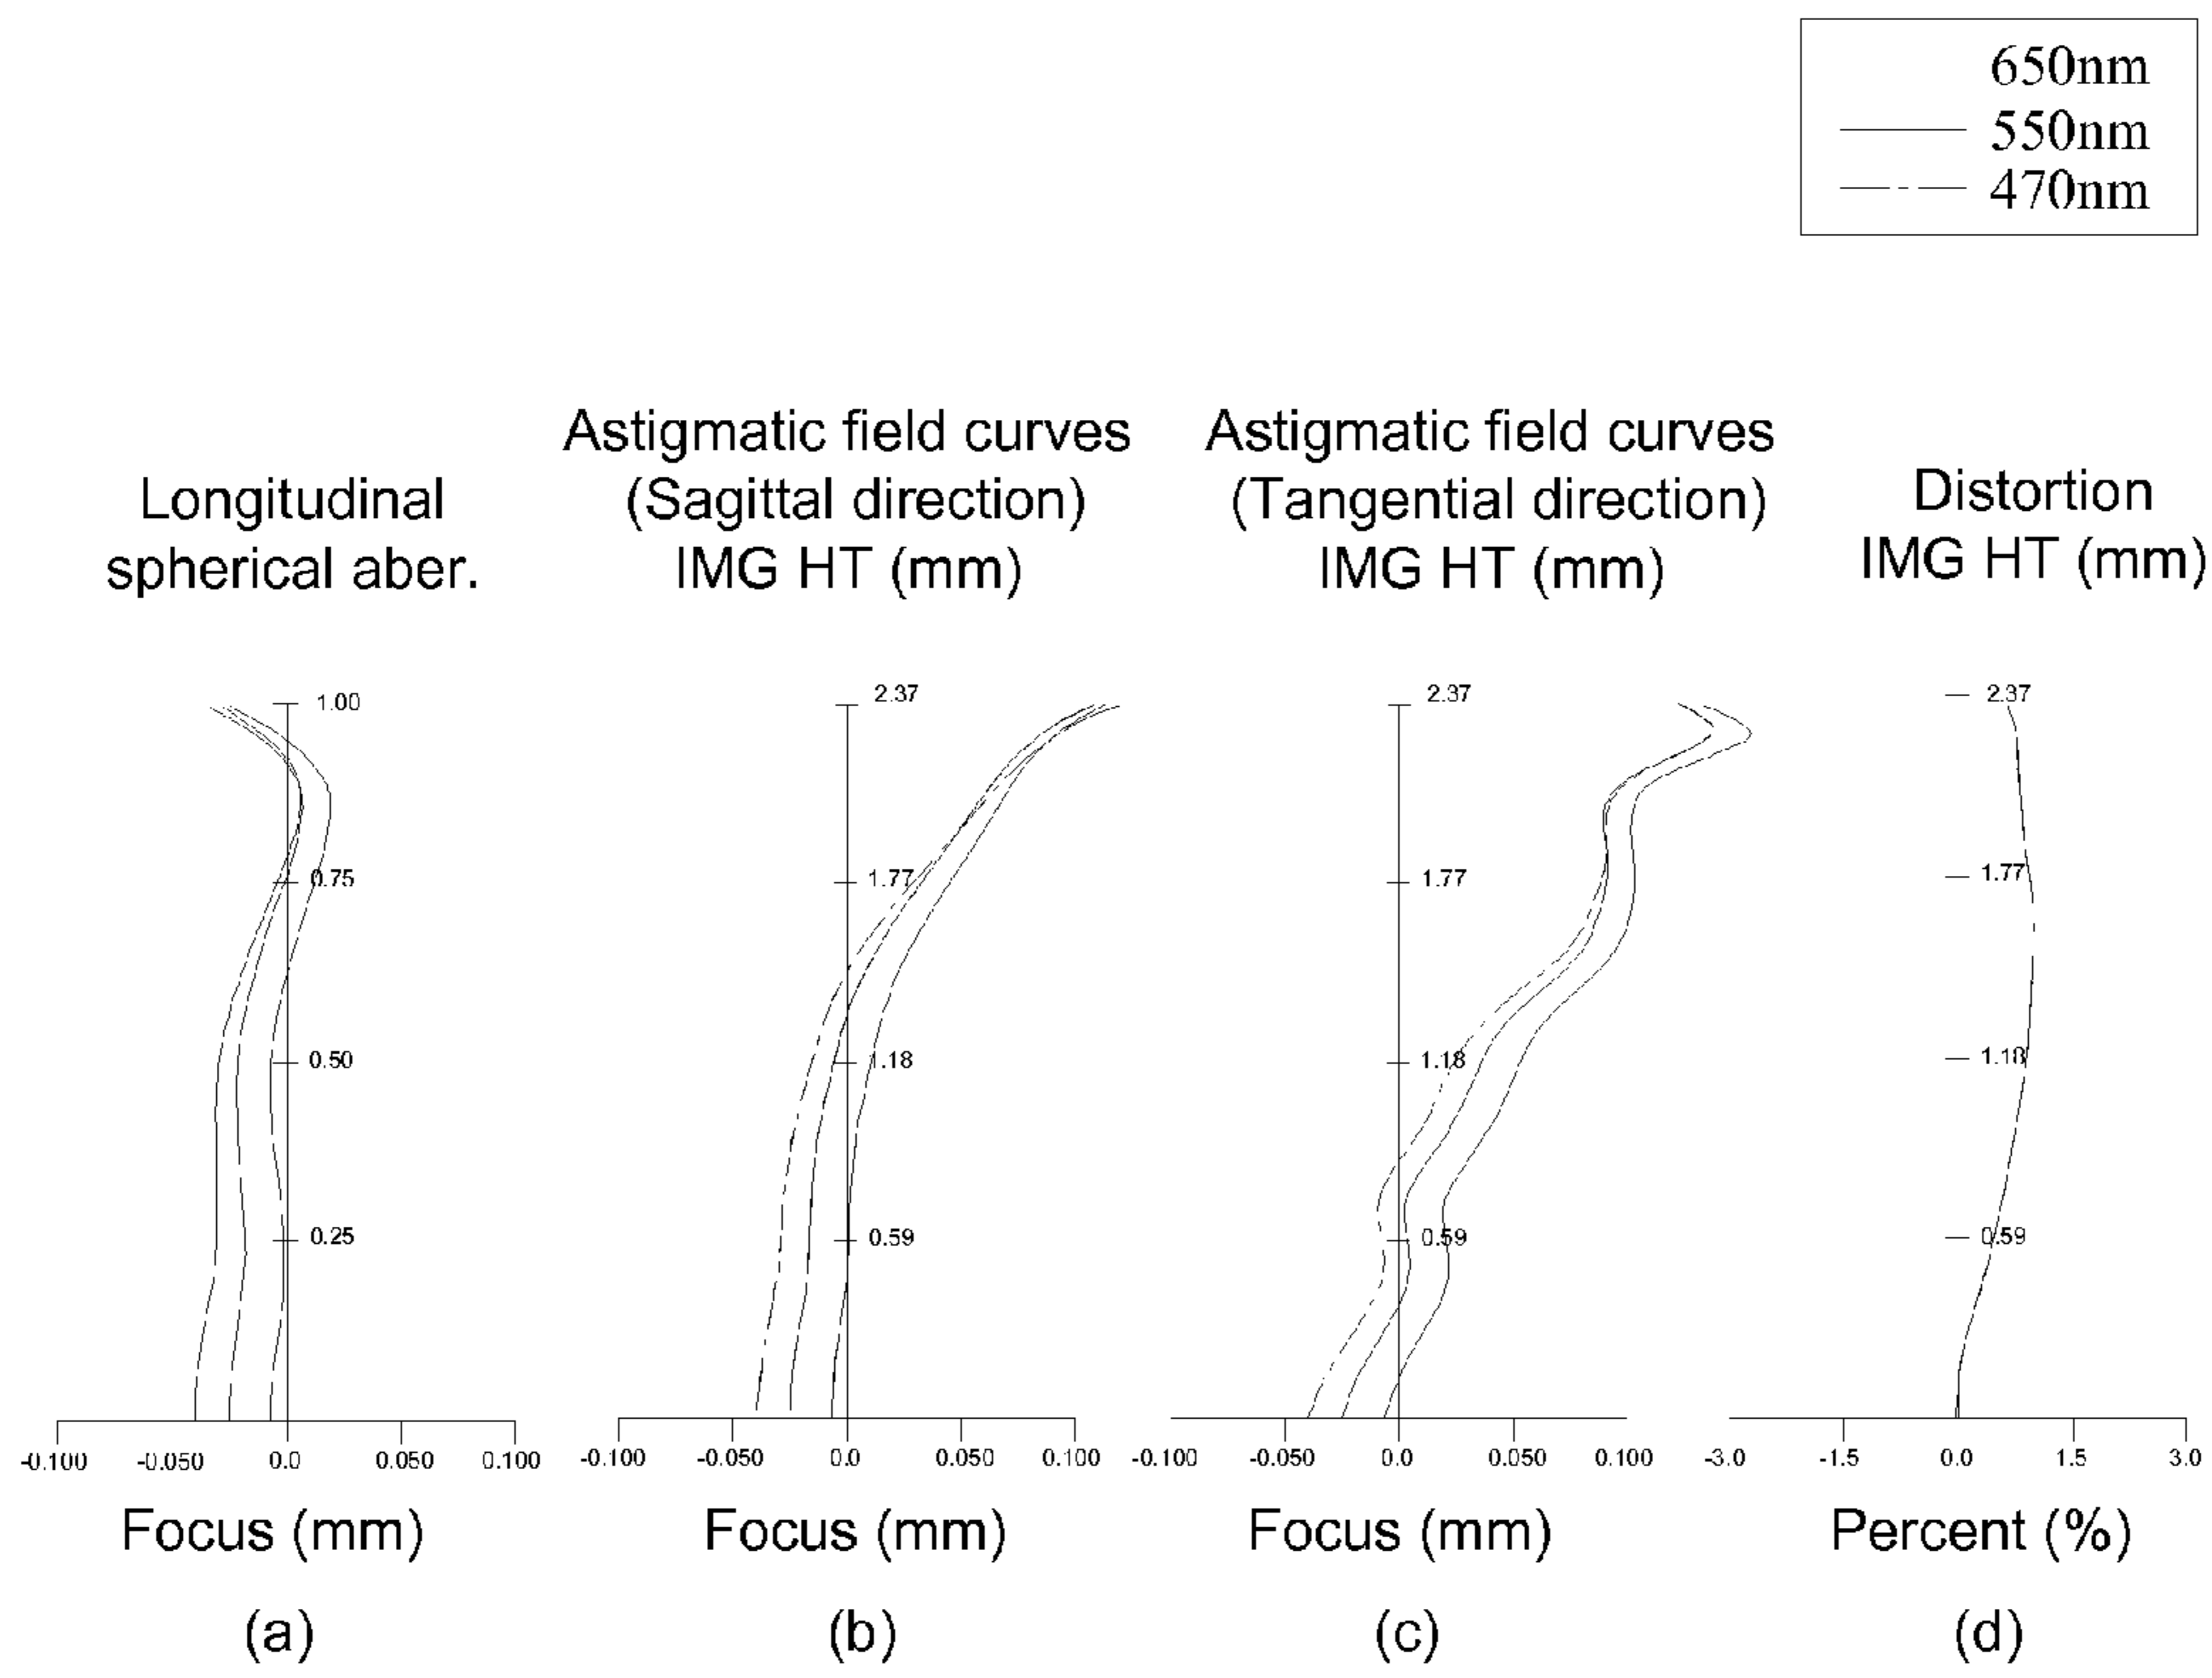 650nm
550nm
470nm
Longitudinal
spherical aber.
Astigmatic field curves
(Sagittal direction)
IMG HT (mm)
Astigmatic field curves
(Tangential direction)
IMG HT (mm)
Distortion
IMG HT (mm)
1.00
0.75
0.50
0.25
-0.100 -0.050 0.0 0.050 0.100
Focus (mm)
(a)
2.37
1.77
1.18
0.59
-0.100 -0.050 0.0 0.050 0.100
Focus (mm)
(b)
2.37
1.77
1.18
0.59
-0.100 -0.050 0.0 0.050 0.100
Focus (mm)
(c)
2.37
1.77
1.18
0.59
-3.0 -1.5 0.0 1.5 3.0
Percent (%)
(d)